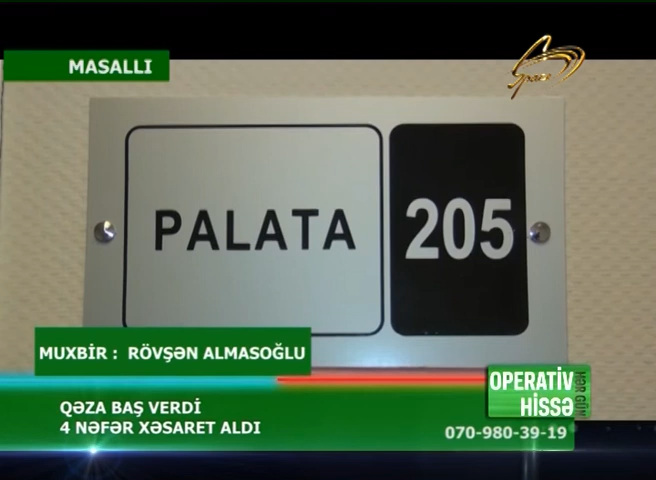 MASALLI
Space
PALATA
205
MUXBİR : RÖVŞƏN ALMASOĞLU
QƏZA BAŞ VERDİ
4 NƏFƏR XƏSARET ALDI
OPERATİV
HİSSƏ
HƏR GÜN
070-980-39-19